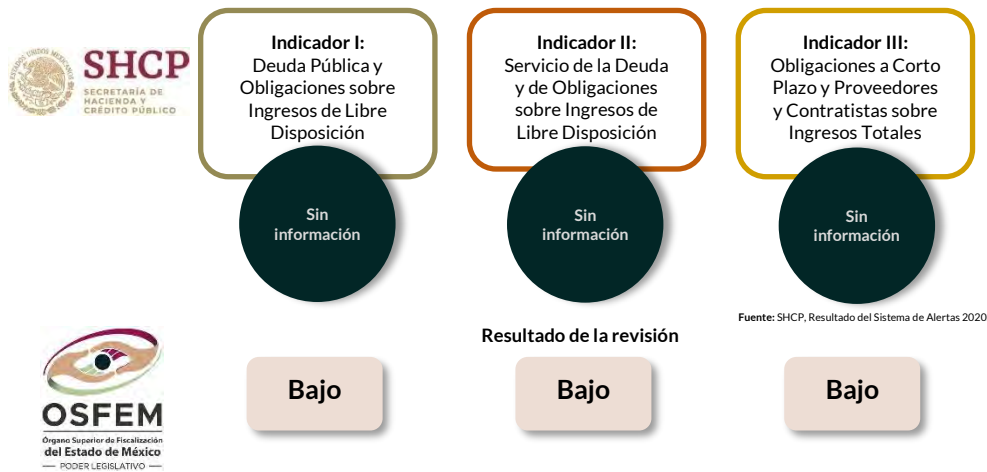 ESTADOS UNIDOS MEXICANOS
SHCP
SECRETARÍA DE
HACIENDA Y
CRÉDITO PÚBLICO
Indicador I:
Deuda Pública y
Obligaciones sobre
Ingresos de Libre
Disposición
Indicador II:
Servicio de la Deuda
y de Obligaciones
sobre Ingresos de
Libre Disposición
Indicador III:
Obligaciones a Corto
Plazo y Proveedores
y Contratistas sobre
Ingresos Totales
Sin
información
Sin
información
Sin
información
Fuente: SHCP, Resultado del Sistema de Alertas 2020
Resultado de la revisión
Bajo
Bajo
Bajo
OSFEM
Órgano Superior de Fiscalización
del Estado de México
PODER LEGISLATIVO